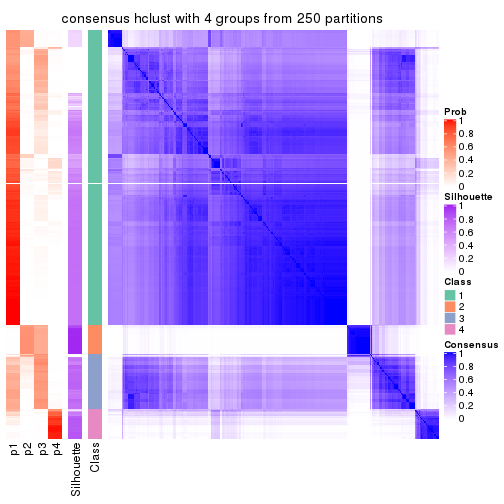 consensus hclust with 4 groups from 250 partitions
Prob
1
0.8
0.6
0.4
0.2
0
Silhouette
1
0.8
0.6
0.4
0.2
0
Class
1
2
3
4
Consensus
1
0.8
0.6
0.4
0.2
0
p1
p2
p3
p4
Silhouette
Class